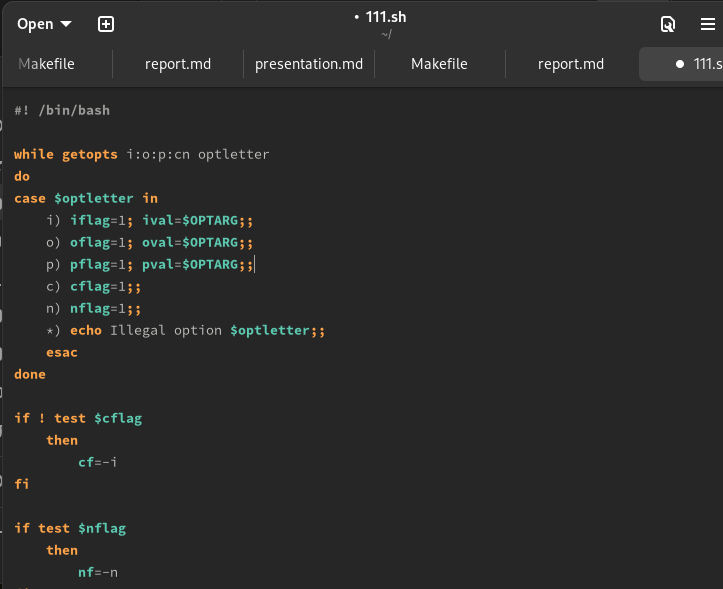 Open
• 111.sh
~/
Makefile report.md presentation.md Makefile report.md ● 111.s
#! /bin/bash
while getopts i:o:p:cn optletter
do
case $optletter in
    i) iflag=1; ival=$OPTARG;;
    o) oflag=1; oval=$OPTARG;;
    p) pflag=1; pval=$OPTARG;;
    c) cflag=1;;
    n) nflag=1;;
    *) echo Illegal option $optletter;;
    esac
done
if ! test $cflag
    then
        cf=-i
fi
if test $nflag
    then
        nf=-n